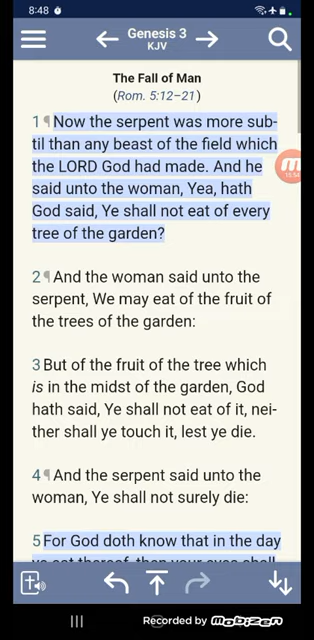 8:48
Genesis 3
KJV
The Fall of Man
(Rom. 5:12–21)
1 ¶ Now the serpent was more sub-
til than any beast of the field which
the LORD God had made. And he
said unto the woman, Yea, hath
God said, Ye shall not eat of every
tree of the garden?
2 ¶ And the woman said unto the
serpent, We may eat of the fruit of
the trees of the garden:
3 But of the fruit of the tree which
is in the midst of the garden, God
hath said, Ye shall not eat of it, nei-
ther shall ye touch it, lest ye die.
4 ¶ And the serpent said unto the
woman, Ye shall not surely die:
5 For God doth know that in the day
Recorded by mobizen